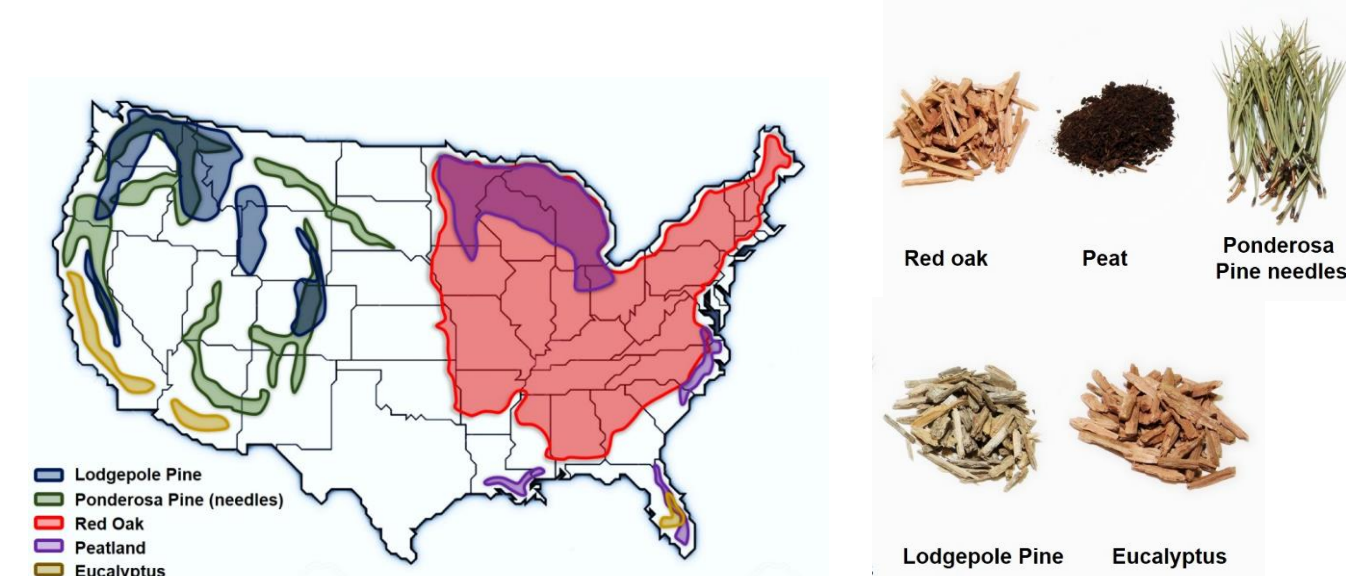 Lodgepole Pine
Ponderosa Pine (needles)
Red Oak
Peatland
Eucalyptus
Red oak
Peat
Ponderosa
Pine needles
Lodgepole Pine
Eucalyptus